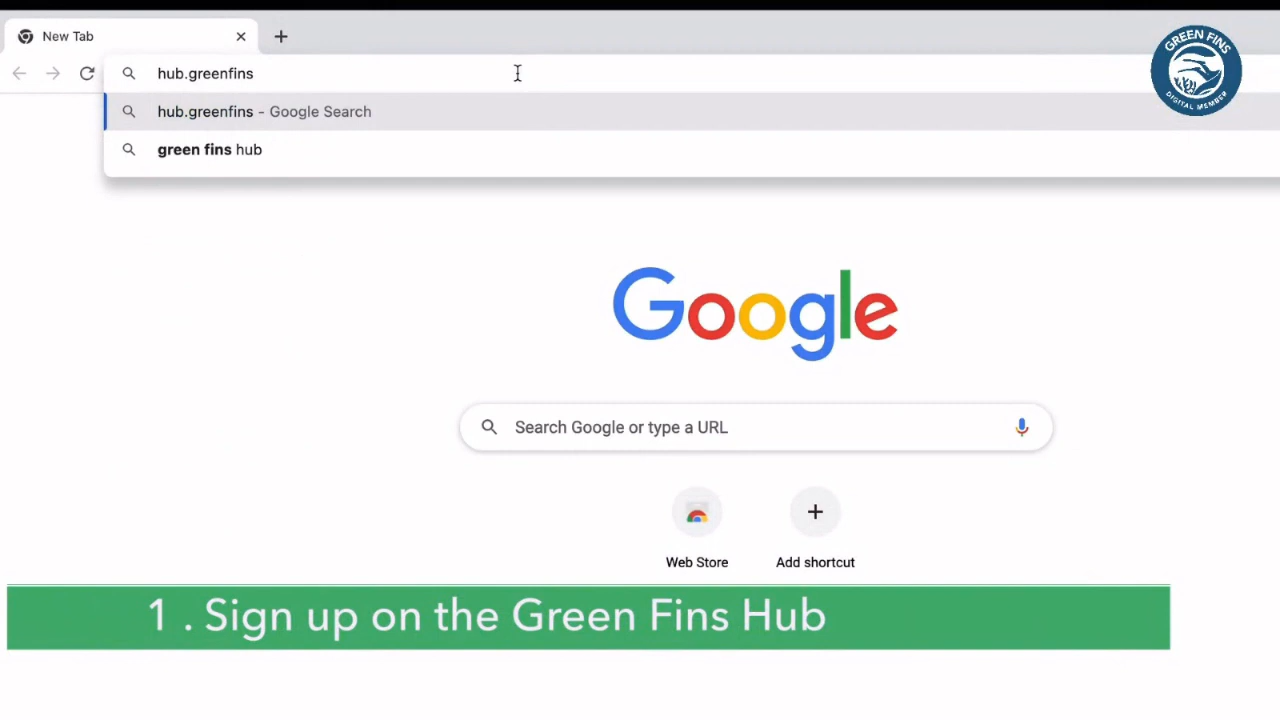 New Tab
hub.greenfins
hub.greenfins - Google Search
green fins hub
GREEN FINS
DIGITAL MEMBER
Google
Search Google or type a URL
Web Store
Add shortcut
1 . Sign up on the Green Fins Hub